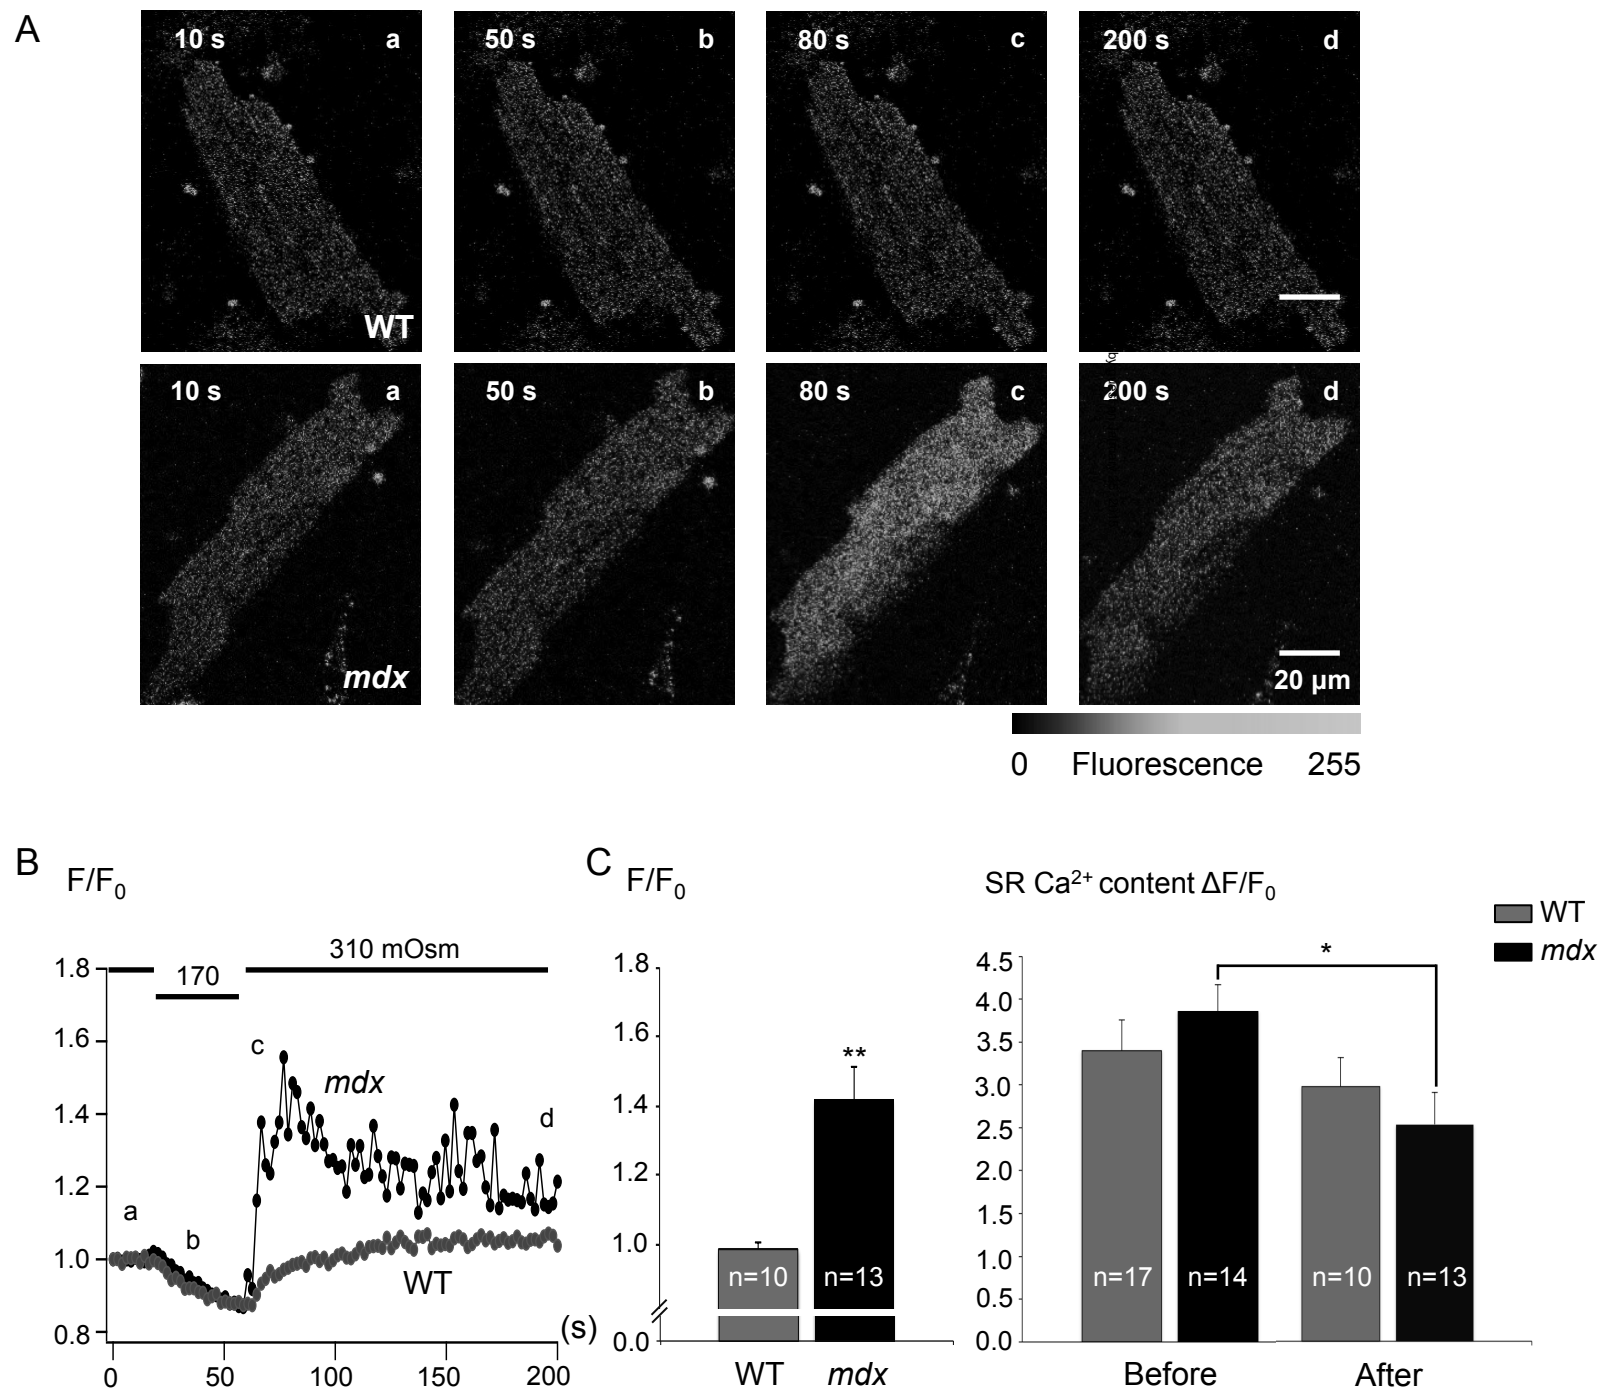 A
10 s a
50 s b
80 s c
200 s d
WT
10 s a
50 s b
80 s c
200 s d
mdx
20 µm
0 Fluorescence 255
B
F/F0
310 mOsm
170
1.8
1.6
1.4
1.2
1.0
0.8
a
b
c
mdx
d
WT
0 50 100 150 200
(s)
C
F/F0
1.8
1.6
1.4
1.2
1.0
0.0
**
n=10 n=13
WT mdx
SR Ca2+ content ΔF/F0
WT
mdx
*
4.5
4.0
3.5
3.0
2.5
2.0
1.5
1.0
0.5
0.0
n=17 n=14 n=10 n=13
Before After